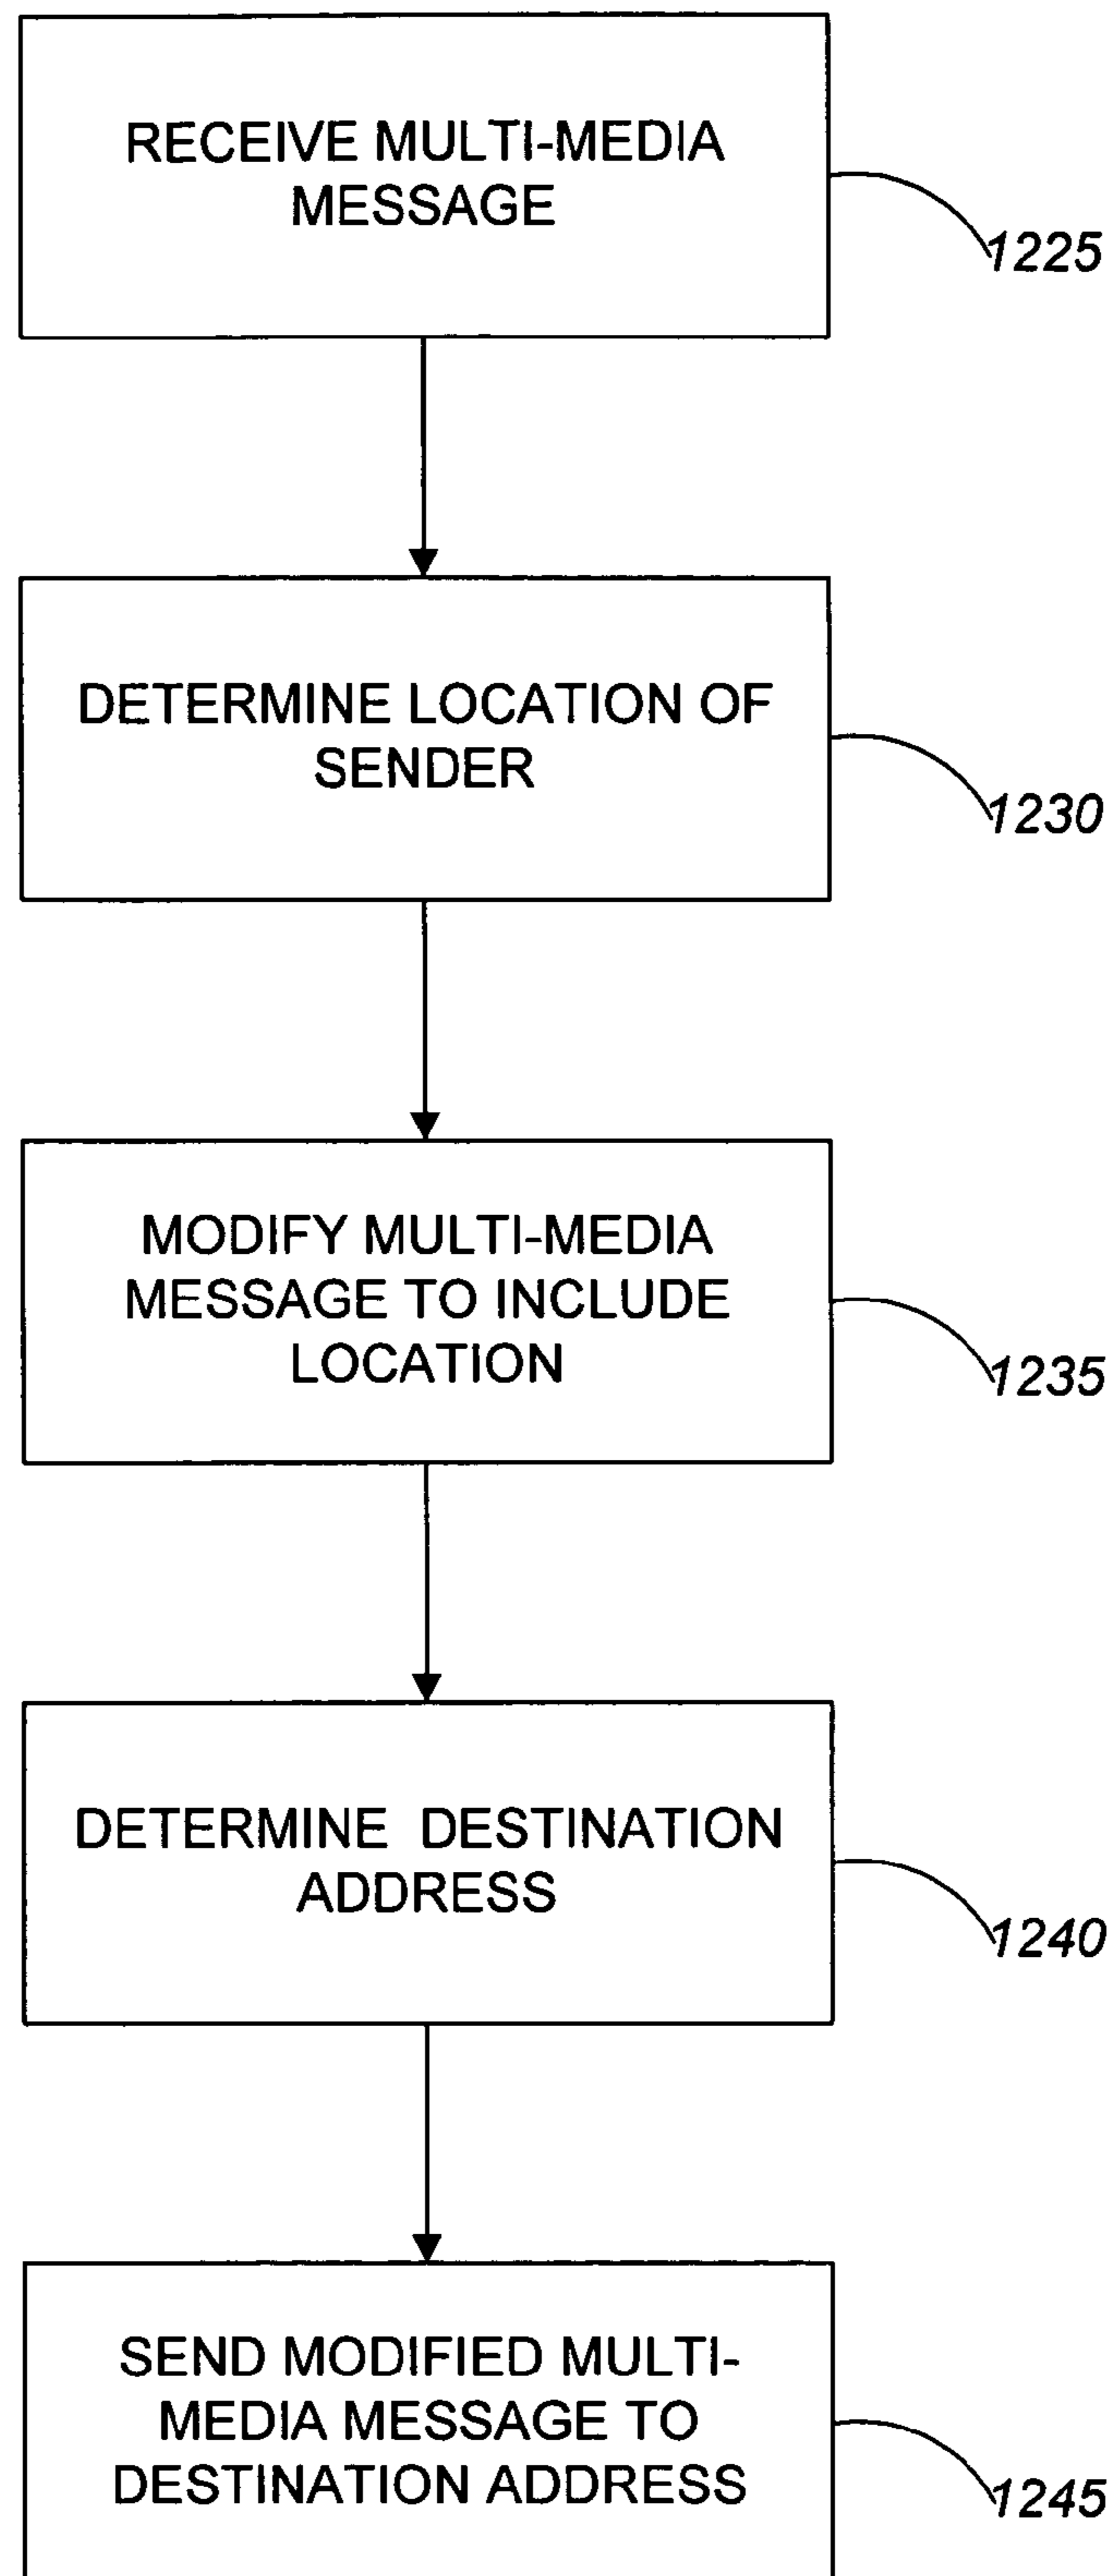 RECEIVE MULTI-MEDIA
MESSAGE
1225
DETERMINE LOCATION OF
SENDER
1230
MODIFY MULTI-MEDIA
MESSAGE TO INCLUDE
LOCATION
1235
DETERMINE DESTINATION
ADDRESS
1240
SEND MODIFIED MULTI-
MEDIA MESSAGE TO
DESTINATION ADDRESS
1245